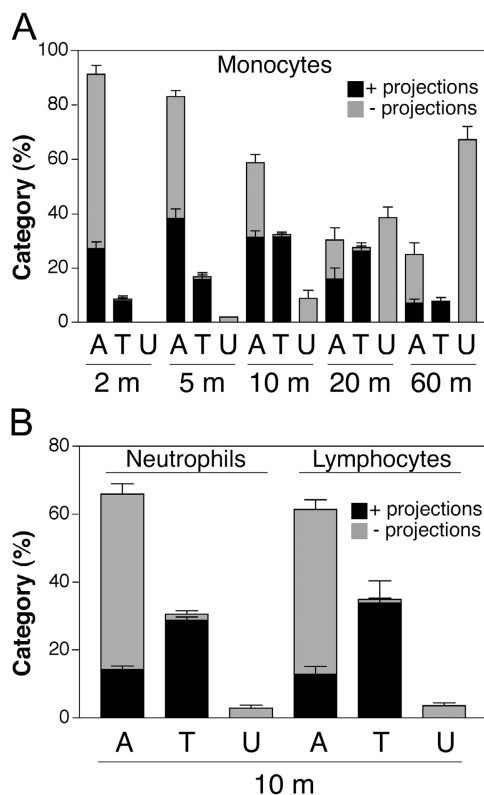 A
Monocytes
+ projections
- projections
Category (%)
100
80
60
40
20
0
A T U A T U A T U A T U A T U
2 m 5 m 10 m 20 m 60 m
B
Neutrophils Lymphocytes
+ projections
- projections
Category (%)
80
60
40
20
0
A T U A T U
10 m